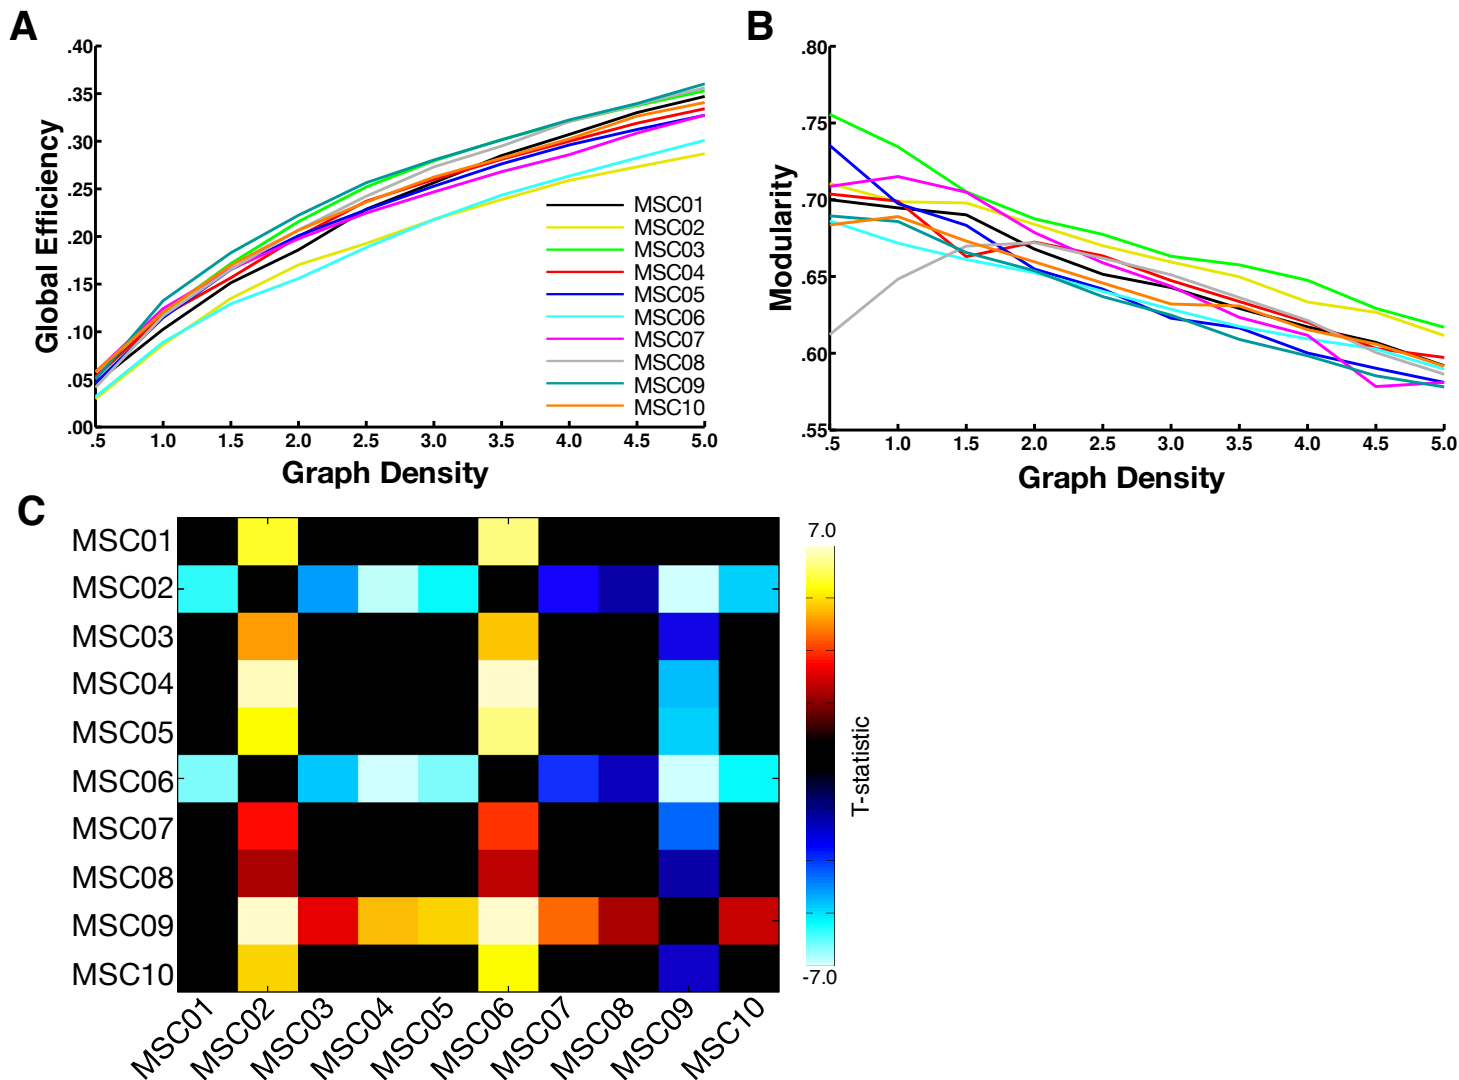 A
Global Efficiency
.40
.35
.30
.25
.20
.15
.10
.05
.00
.5 1.0 1.5 2.0 2.5 3.0 3.5 4.0 4.5 5.0
Graph Density
MSC01
MSC02
MSC03
MSC04
MSC05
MSC06
MSC07
MSC08
MSC09
MSC10
B
Modularity
.80
.75
.70
.65
.60
.55
.5 1.0 1.5 2.0 2.5 3.0 3.5 4.0 4.5 5.0
Graph Density
C
MSC01
MSC02
MSC03
MSC04
MSC05
MSC06
MSC07
MSC08
MSC09
MSC10
MSC01 MSC02 MSC03 MSC04 MSC05 MSC06 MSC07 MSC08 MSC09 MSC10
7.0
T-statistic
-7.0